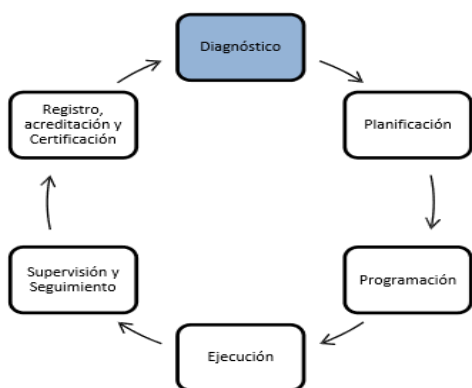 Diagnóstico
Planificación
Programación
Ejecución
Supervisión y
Seguimiento
Registro,
acreditación y
Certificación